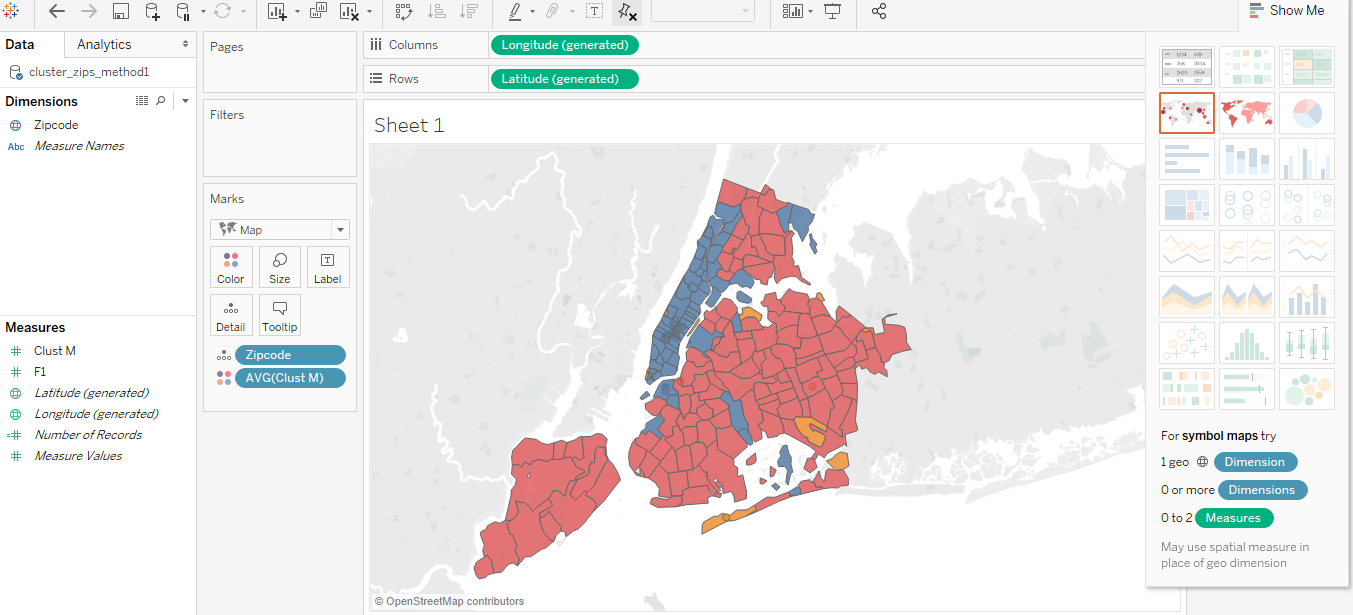 Show Me
Data
Analytics
cluster_zips_method1
Dimensions
Zipcode
Abc Measure Names
Measures
Clust M
F1
Latitude (generated)
Longitude (generated)
Number of Records
Measure Values
Pages
Filters
Marks
Map
Color
Size
Label
Detail
Tooltip
Zipcode
AVG(Clust M)
Columns
Longitude (generated)
Rows
Latitude (generated)
Sheet 1
© OpenStreetMap contributors
For symbol maps try
1 geo Dimension
0 or more Dimensions
0 to 2 Measures
May use spatial measure in
place of geo dimension